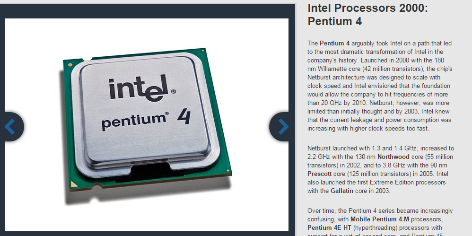 Intel Processors 2000:
Pentium 4
The Pentium 4 arguably took Intel on a path that led
to the most dramatic transformation of Intel in the
company's history. Launched in 2000 with the 180
nm Willamette core (42 million transistors), the chip's
Netburst architecture was designed to scale with
clock speed and Intel envisioned that the foundation
would allow the company to hit frequencies of more
than 20 GHz by 2010. Netburst, however, was more
limited than initially thought and by 2003, Intel knew
that the current leakage and power consumption was
increasing with higher clock speeds too fast.
Netburst launched with 1.3 and 1.4 GHz, increased to
2.2 GHz with the 130 nm Northwood core (55 million
transistors) in 2002, and to 3.8 GHz with the 90 nm
Prescott core (125 million transistors) in 2005. Intel
also launched the first Extreme Edition processors
with the Gallatin core in 2003.
Over time, the Pentium 4 series became increasingly
confusing, with Mobile Pentium 4-M processors,
Pentium 4E HT (hyperthreading) processors with
intel
pentium 4